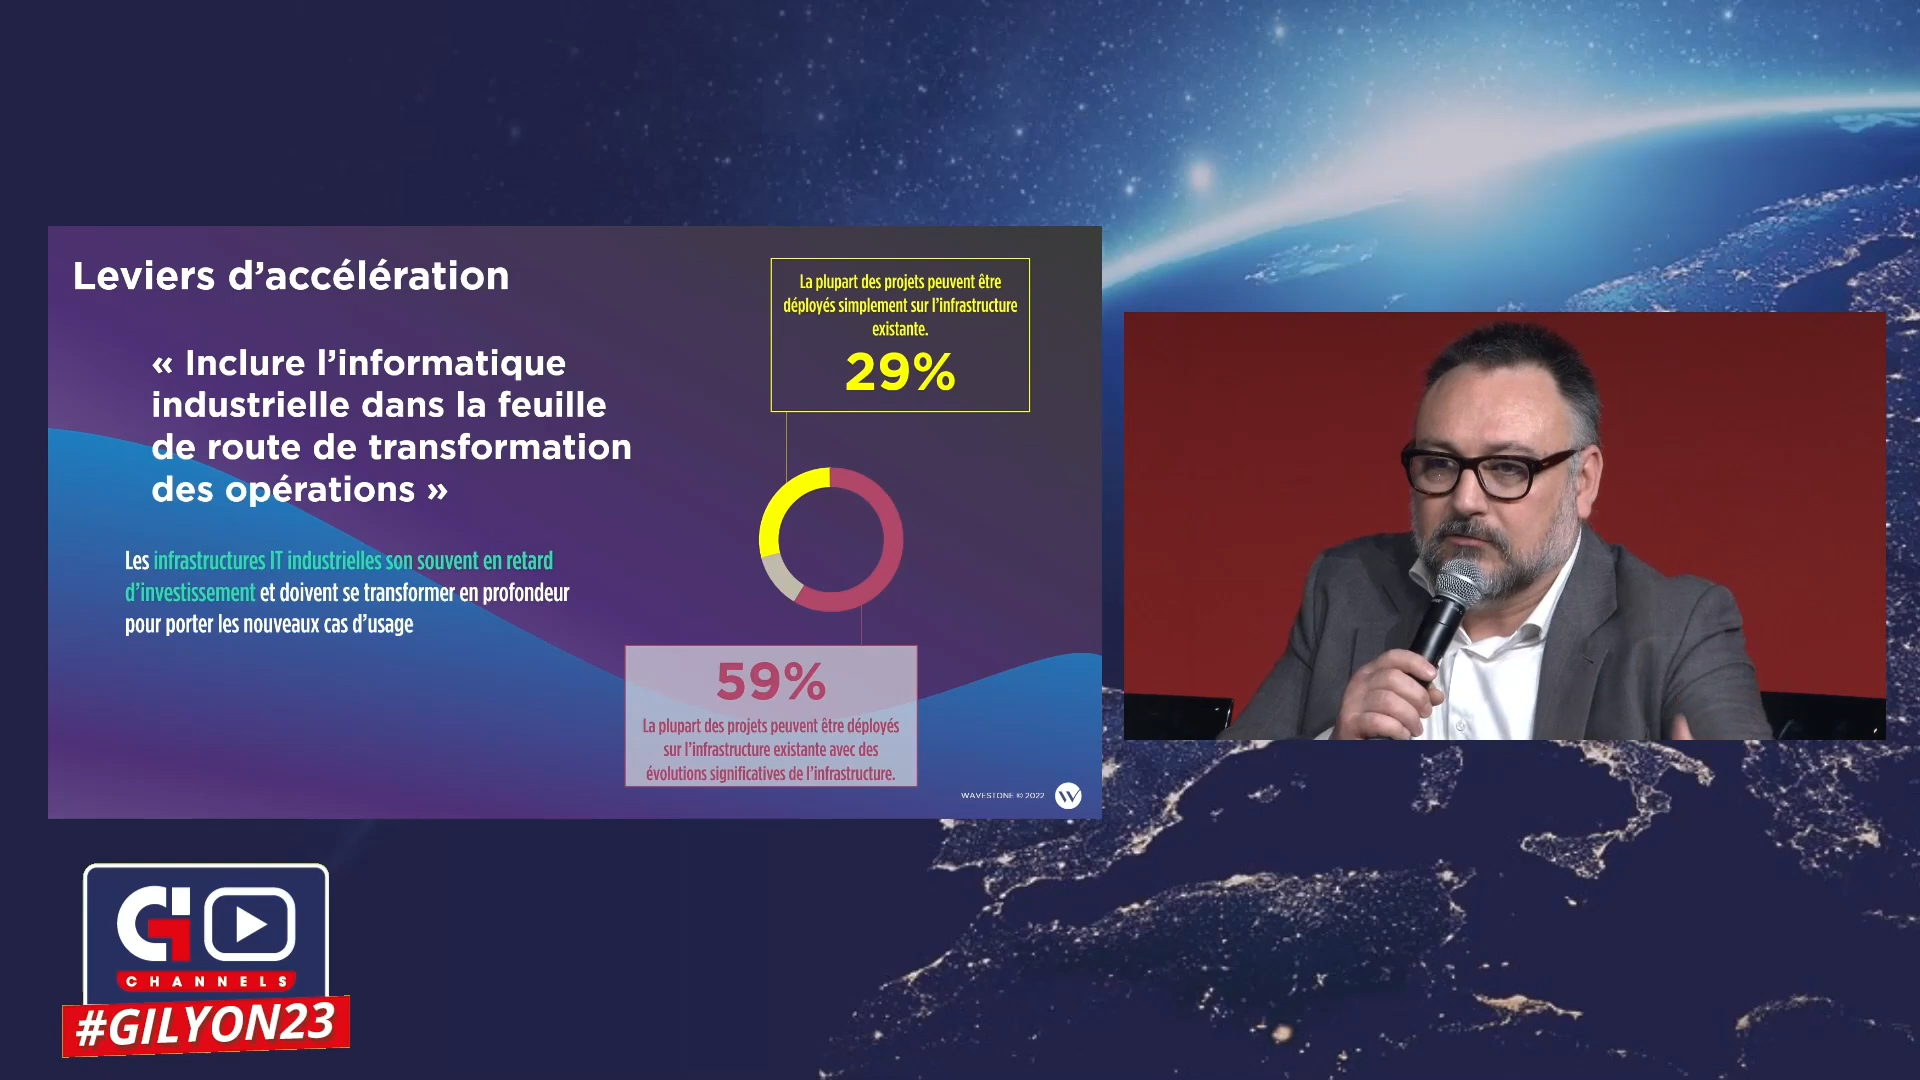 Leviers d’accélération
« Inclure l’informatique
industrielle dans la feuille
de route de transformation
des opérations »
Les infrastructures IT industrielles son souvent en retard
d’investissement et doivent se transformer en profondeur
pour porter les nouveaux cas d’usage
La plupart des projets peuvent être
déployés simplement sur l’infrastructure
existante.
29%
59%
La plupart des projets peuvent être déployés
sur l’infrastructure existante avec des
évolutions significatives de l’infrastructure.
WAVESTONE © 2022
W
GI
CHANNELS
#GILYON23